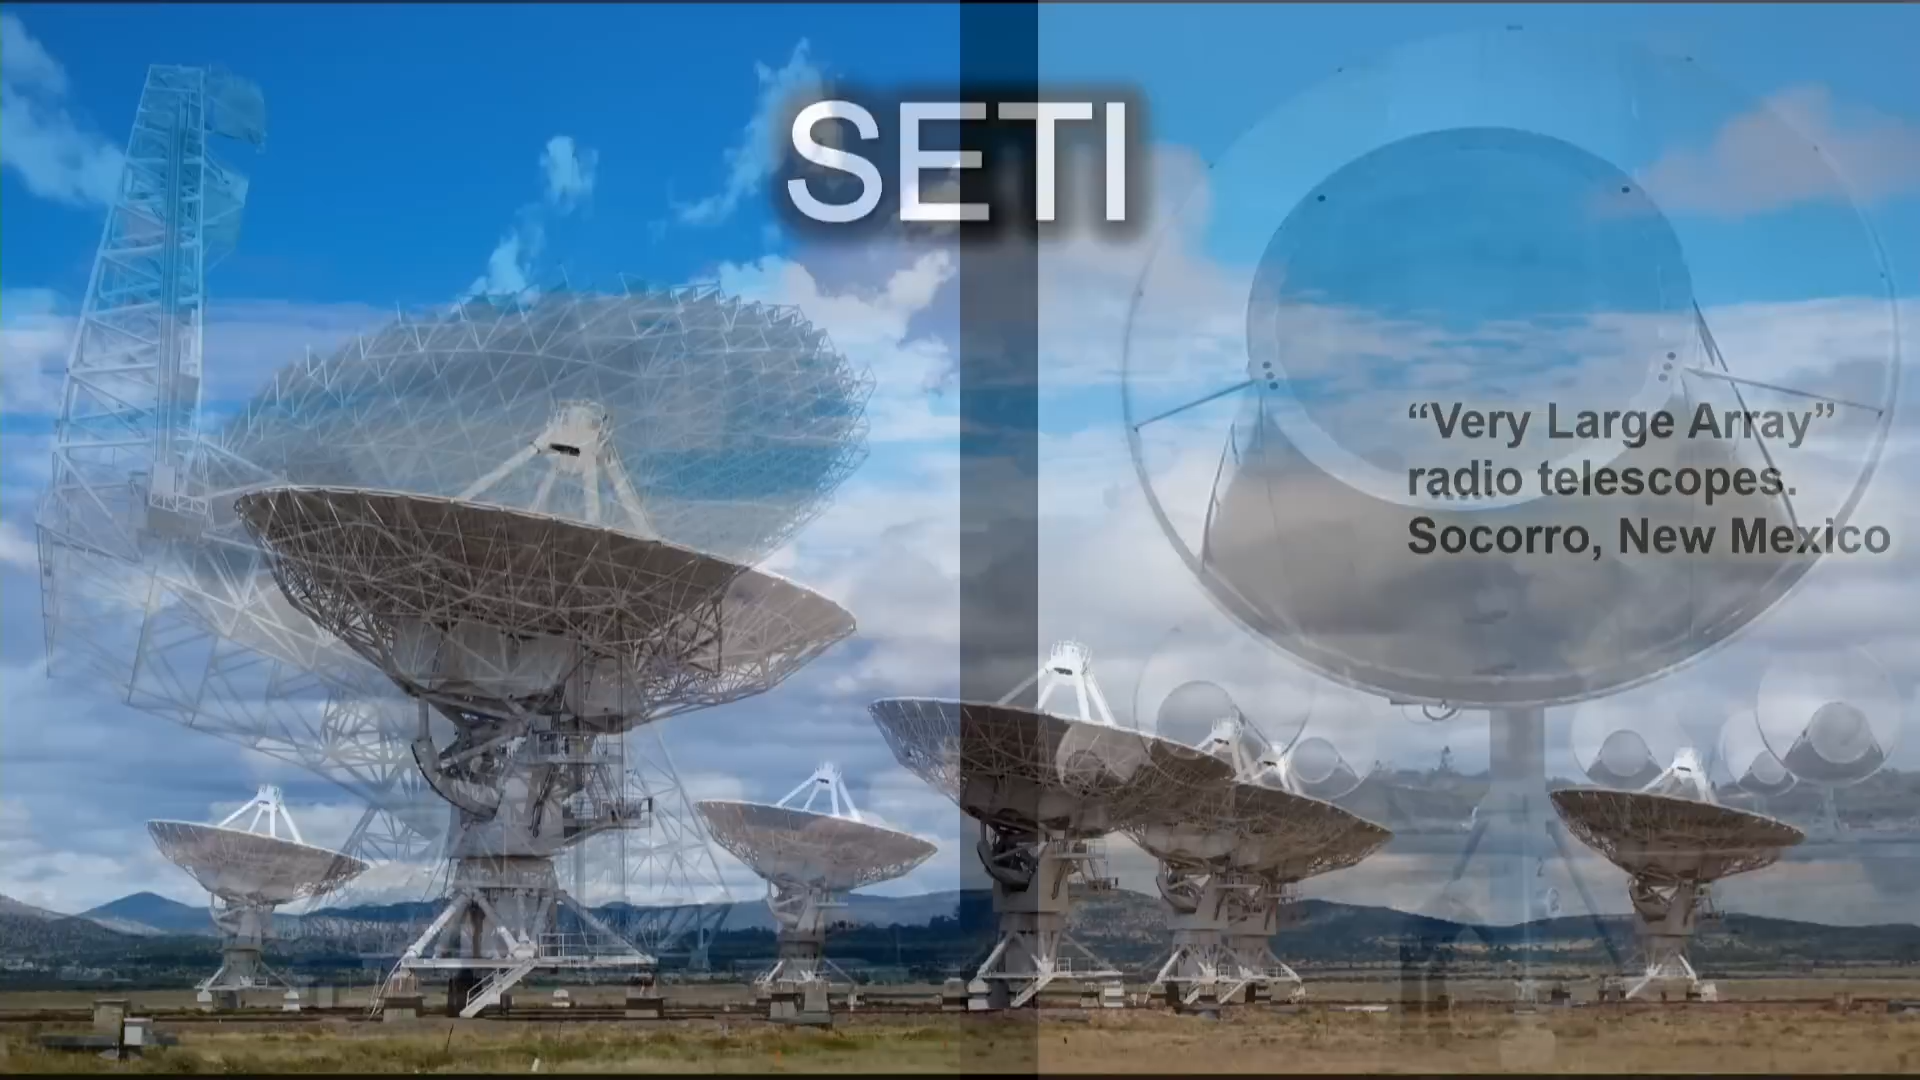 SETI
“Very Large Array”
radio telescopes.
Socorro, New Mexico